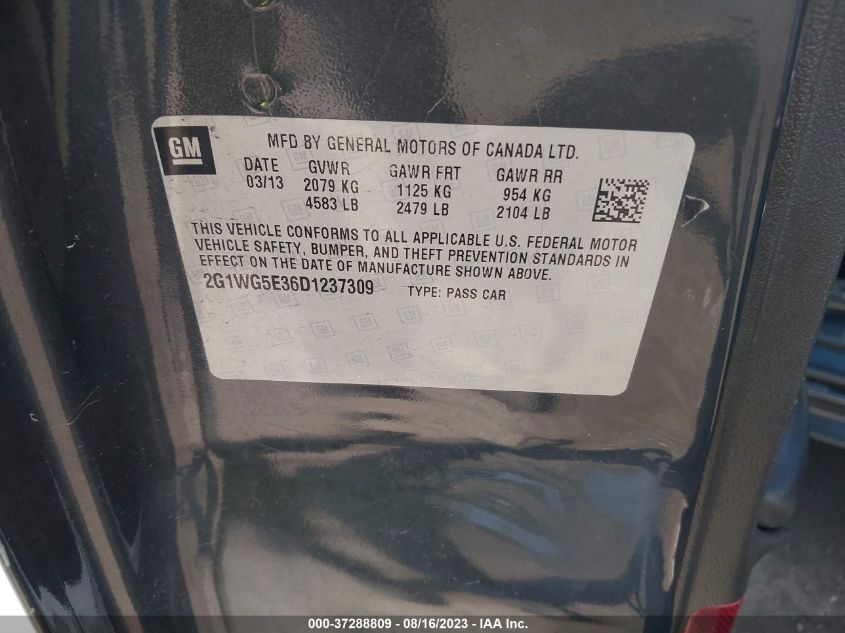 GM
MFD BY GENERAL MOTORS OF CANADA LTD.
DATE GVWR GAWR FRT GAWR RR
03/13 2079 KG 1125 KG 954 KG
4583 LB 2479 LB 2104 LB
THIS VEHICLE CONFORMS TO ALL APPLICABLE U.S. FEDERAL MOTOR
VEHICLE SAFETY, BUMPER, AND THEFT PREVENTION STANDARDS IN
EFFECT ON THE DATE OF MANUFACTURE SHOWN ABOVE.
2G1WG5E36D1237309 TYPE: PASS CAR
000-37288809 - 08/16/2023 - IAA Inc.